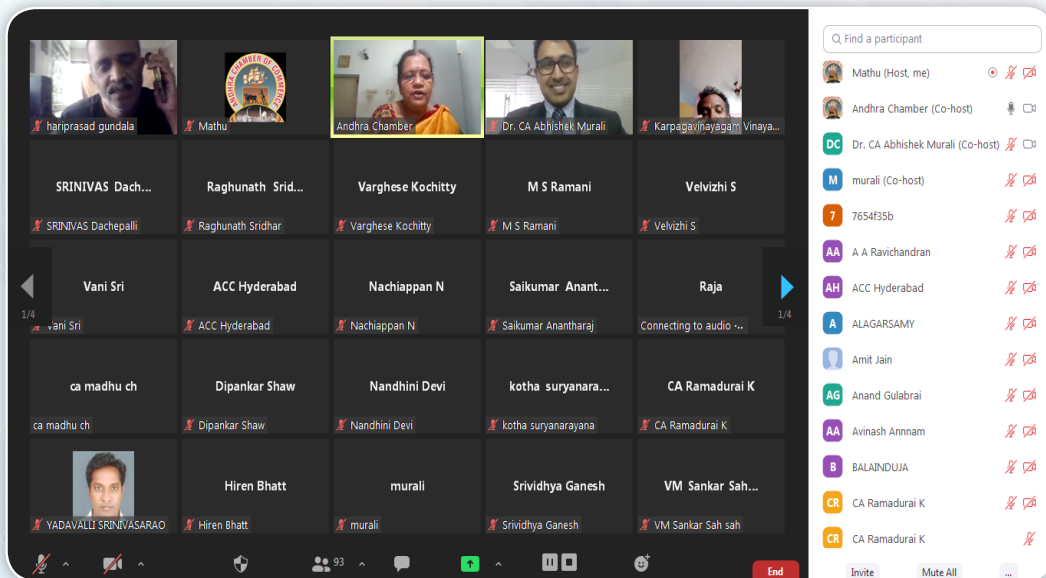 ANDHRA CHAMBER OF COMMERCE
hariprasad gundala
Mathu
Andhra Chamber
Dr. CA Abhishek Murali
Karpagavinayagam Vinaya...
SRINIVAS Dach...
Raghunath Srid...
Varghese Kochitty
M S Ramani
Velvizhi S
SRINIVAS Dachepalli
Raghunath Sridhar
Varghese Kochitty
M S Ramani
Velvizhi S
Vani Sri
ACC Hyderabad
Nachiappan N
Saikumar Anant...
Raja
1/4
1/4
Vani Sri
ACC Hyderabad
Nachiappan N
Saikumar Anantharaj
Connecting to audio ...
ca madhu ch
Dipankar Shaw
Nandhini Devi
kotha suryanara...
CA Ramadurai K
ca madhu ch
Dipankar Shaw
Nandhini Devi
kotha suryanarayana
CA Ramadurai K
Hiren Bhatt
murali
Srividhya Ganesh
VM Sankar Sah...
YADAVALLI SRINIVASARAO
Hiren Bhatt
murali
Srividhya Ganesh
VM Sankar Sah sah
93
End
Find a participant
Mathu (Host, me)
Andhra Chamber (Co-host)
DC Dr. CA Abhishek Murali (Co-host)
M murali (Co-host)
7 7654f35b
AA A A Ravichandran
AH ACC Hyderabad
A ALAGARSAMY
Amit Jain
AG Anand Gulabrai
AA Avinash Annnam
B BALAINDUJA
CR CA Ramadurai K
CR CA Ramadurai K
Invite
Mute All
...